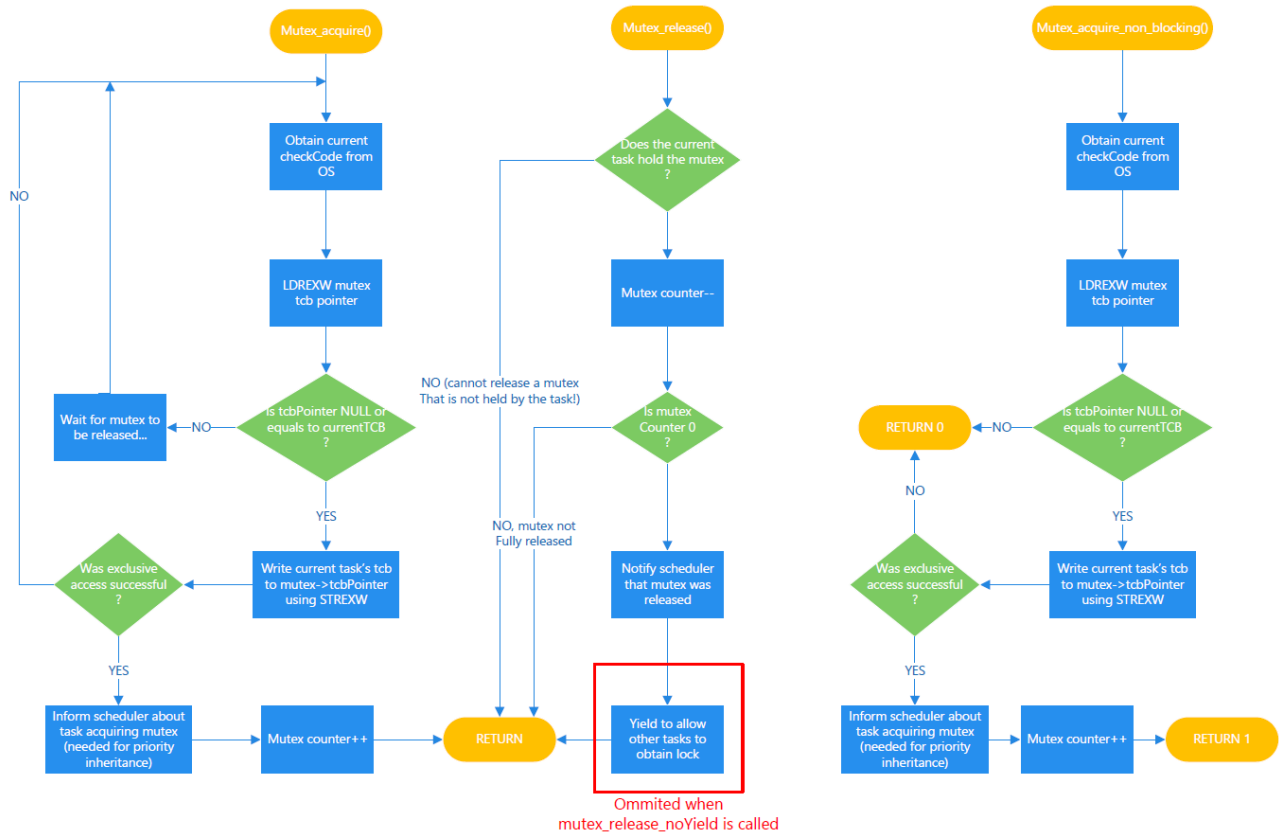 Mutex_acquire()
Obtain current
checkCode from
OS
LDREXW mutex
tcb pointer
Is tcbPointer NULL or
equals to currentTCB
?
NO
Wait for mutex to
be released...
NO
YES
Write current task's tcb
to mutex->tcbPointer
using STREXW
Was exclusive
access successful
?
YES
Inform scheduler about
task acquiring mutex
(needed for priority
inheritance)
Mutex counter++
RETURN
Mutex_release()
Does the current
task hold the mutex
?
Mutex counter--
NO (cannot release a mutex
That is not held by the task!)
Is mutex
Counter 0
?
NO, mutex not
Fully released
Notify scheduler
that mutex was
released
Yield to allow
other tasks to
obtain lock
Ommited when
mutex_release_noYield is called
Mutex_acquire_non_blocking()
Obtain current
checkCode from
OS
LDREXW mutex
tcb pointer
Is tcbPointer NULL or
equals to currentTCB
?
NO
RETURN 0
NO
YES
Write current task's tcb
to mutex->tcbPointer
using STREXW
Was exclusive
access successful
?
YES
Inform scheduler about
task acquiring mutex
(needed for priority
inheritance)
Mutex counter++
RETURN 1